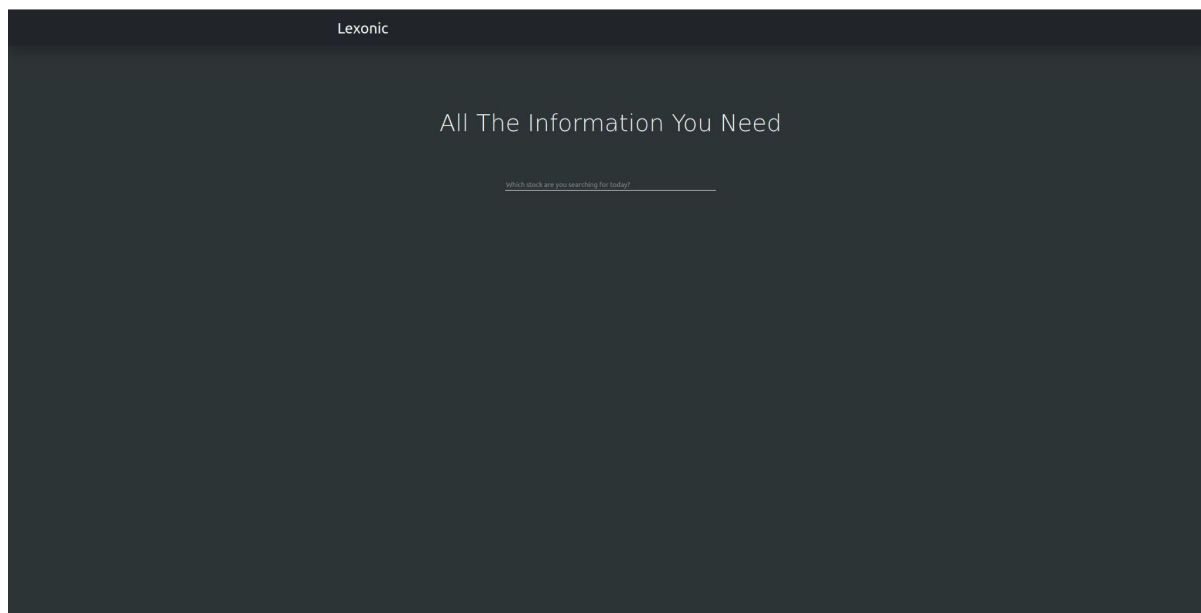 Lexonic
All The Information You Need
Which stock are you searching for today?